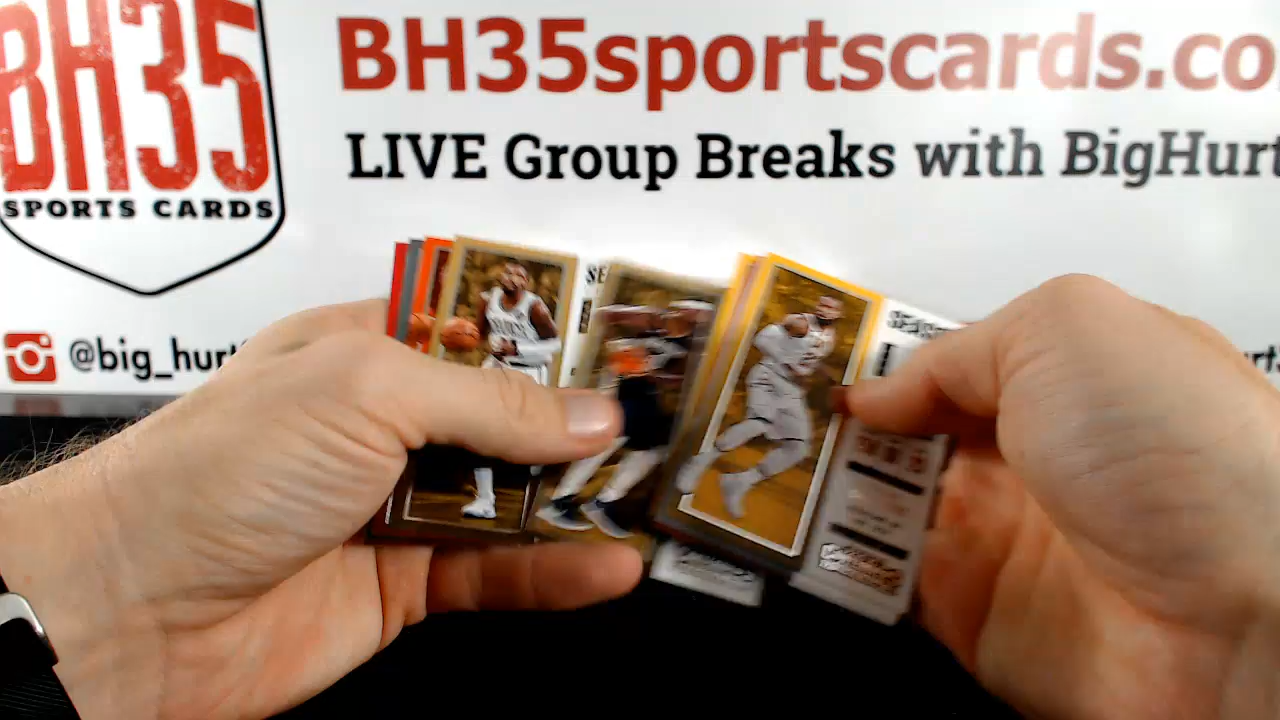 BH35
SPORTS CARDS
BH35sportscards.co
LIVE Group Breaks with BigHurt
@big_hurt